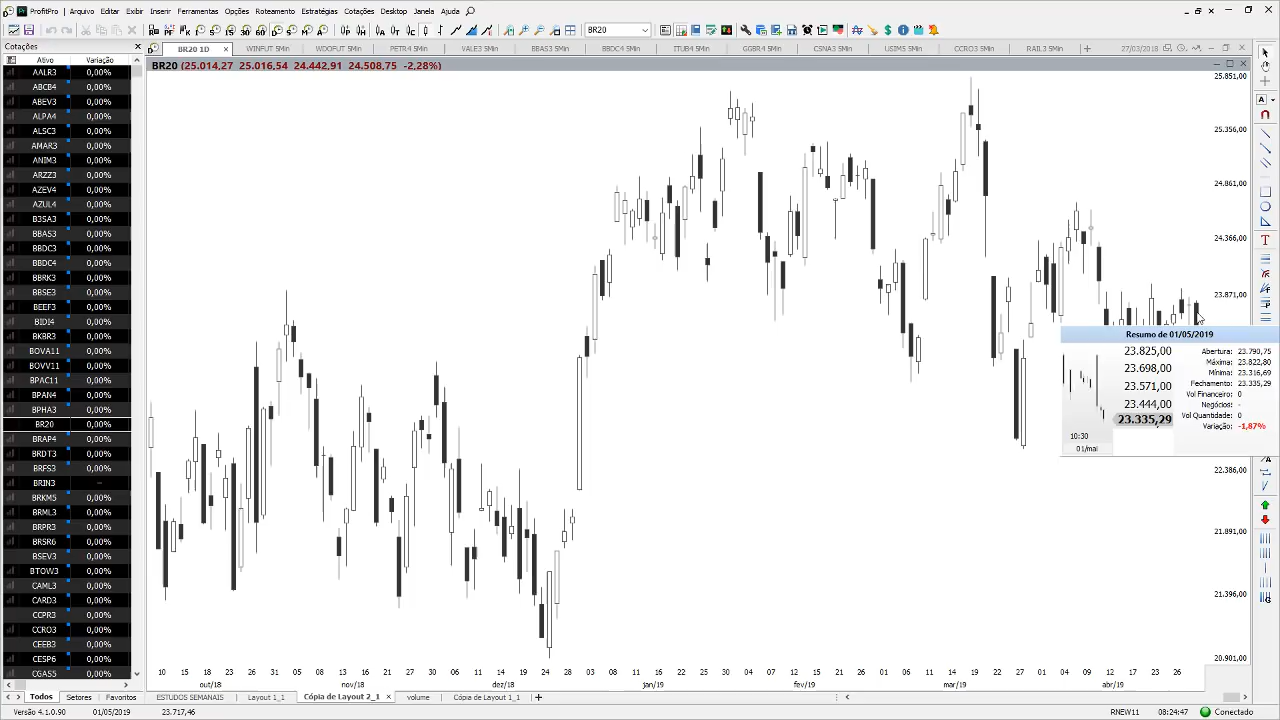 ProfitPro Arquivo Editar Exibir Inserir Ferramentas Opções Roteamento Estratégias Cotações Desktop Janela Ajuda
BR20
Cotações
BR20 1D WINFUT 5Min WDOFUT 5Min PETR4 5Min VALE3 5Min BBAS3 5Min BBDC4 5Min ITUB4 5Min GGBR4 5Min CSNA3 5Min USIM5 5Min CCRO3 5Min RAIL3 5Min 27/03/2018
Ativo Variação
BR20 (25.014,27 25.016,54 24.442,91 24.508,75 -2,28%)
AALR3 0,00%
ABCB4 0,00%
ABEV3 0,00%
ALPA4 0,00%
ALSC3 0,00%
AMAR3 0,00%
ANIM3 0,00%
ARZZ3 0,00%
AZEV4 0,00%
AZUL4 0,00%
B3SA3 0,00%
BBAS3 0,00%
BBDC3 0,00%
BBDC4 0,00%
BBRK3 0,00%
BBSE3 0,00%
BEEF3 0,00%
BIDI4 0,00%
BKBR3 0,00%
BOVA11 0,00%
BOVV11 0,00%
BPAC11 0,00%
BPAN4 0,00%
BPHA3 0,00%
BR20 0,00%
BRAP4 0,00%
BRDT3 0,00%
BRFS3 0,00%
BRIN3 –
BRKM5 0,00%
BRML3 0,00%
BRPR3 0,00%
BRSR6 0,00%
BSEV3 0,00%
BTOW3 0,00%
CAML3 0,00%
CARD3 0,00%
CCPR3 0,00%
CCRO3 0,00%
CEEB3 0,00%
CESP6 0,00%
CGAS5 0,00%
25.851,00
25.356,00
24.861,00
24.366,00
23.871,00
22.386,00
21.891,00
21.396,00
20.901,00
Resumo de 01/05/2019
23.825,00
23.698,00
23.571,00
23.444,00
23.335,29
10:30
01/mai
Abertura: 23.790,75
Máxima: 23.822,80
Mínima: 23.316,69
Fechamento: 23.335,29
Vol Financeiro: 0
Negócios: -
Vol Quantidade: 0
Variação: -1,87%
10 15 18 23 26 31 06 09 14 20 23 28 03 06 11 14 19 24 28 03 08 11 16 22 28 31 05 08 13 18 21 26 01 06 11 14 19 22 27 01 04 09 12 17 23 26
out/18 nov/18 dez/18 jan/19 fev/19 mar/19 abr/19
Todos Setores Favoritos ESTUDOS SEMANAIS Layout 1_1 Cópia de Layout 2_1 volume Cópia de Layout 1_1
Versão 4.1.0.90 01/05/2019 23.717,46 RNEW11 08:24:47 Conectado